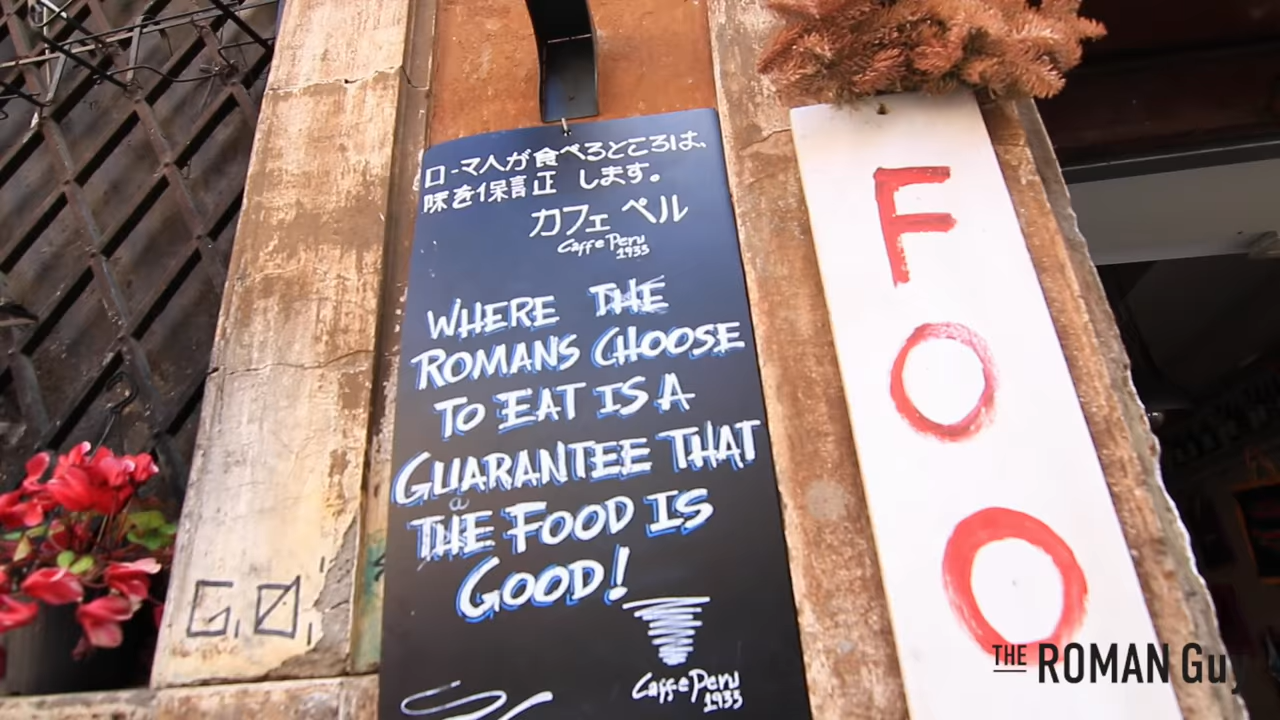 ローマ人が食べるところは、
味を保証 します。
カフェ ペル
Caffe Peru
1933
WHERE THE
ROMANS CHOOSE
TO EAT IS A
GUARANTEE THAT
THE FOOD IS
GOOD!
Caffe Peru
1933
F
O
O
G.O.
THE ROMAN Guy